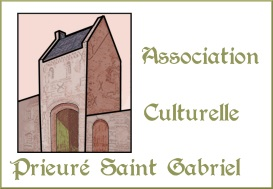 Association
Culturelle
Prieuré Saint Gabriel